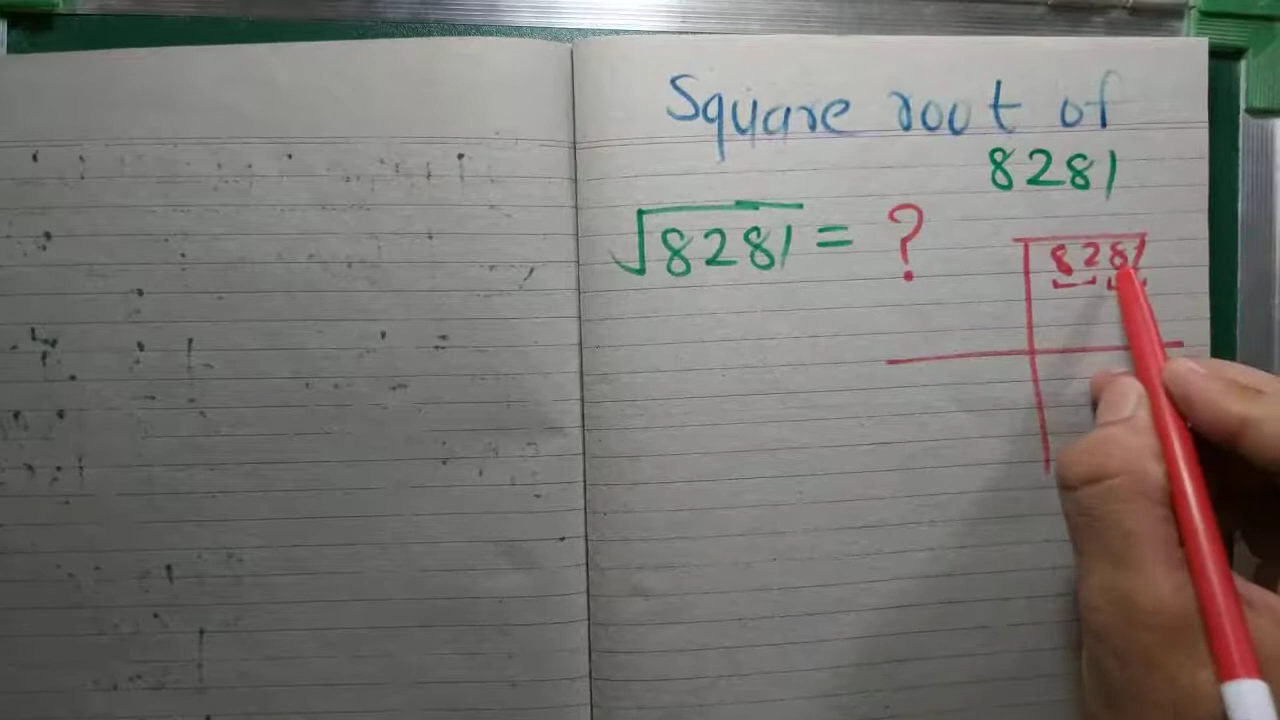 Square root of
8281
√8281 = ?
8281